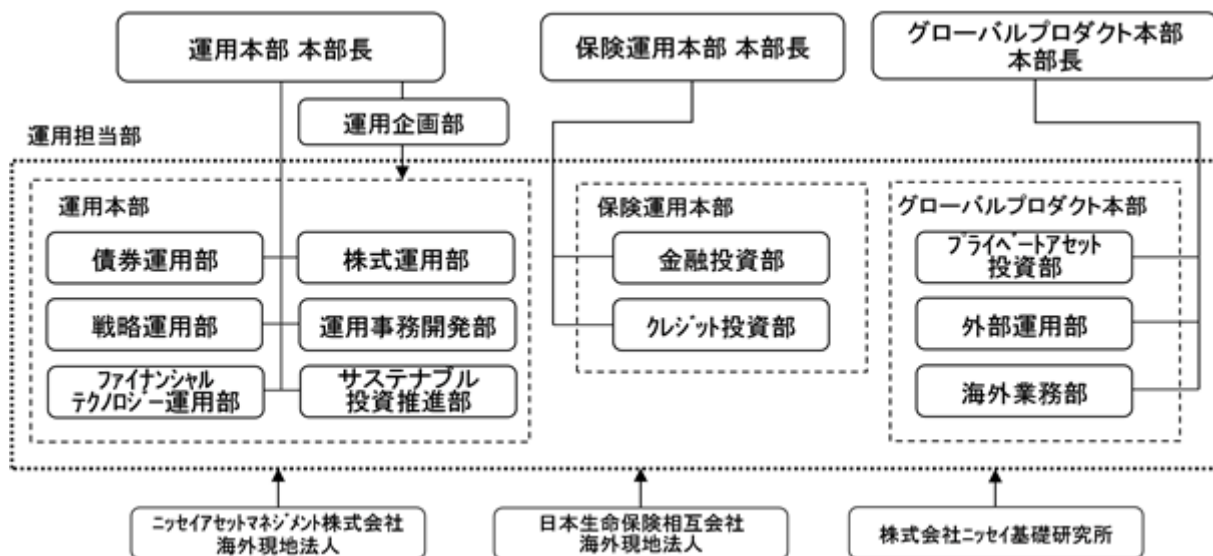 運用本部 本部長
保険運用本部 本部長
グローバルプロダクト本部
本部長
運用企画部
運用担当部
運用本部
保険運用本部
グローバルプロダクト本部
債券運用部
株式運用部
金融投資部
プライベートアセット
投資部
戦略運用部
運用事務開発部
クレジット投資部
外部運用部
ファイナンシャル
テクノロジー運用部
サステナブル
投資推進部
海外業務部
ニッセイアセットマネジメント株式会社
海外現地法人
日本生命保険相互会社
海外現地法人
株式会社ニッセイ基礎研究所